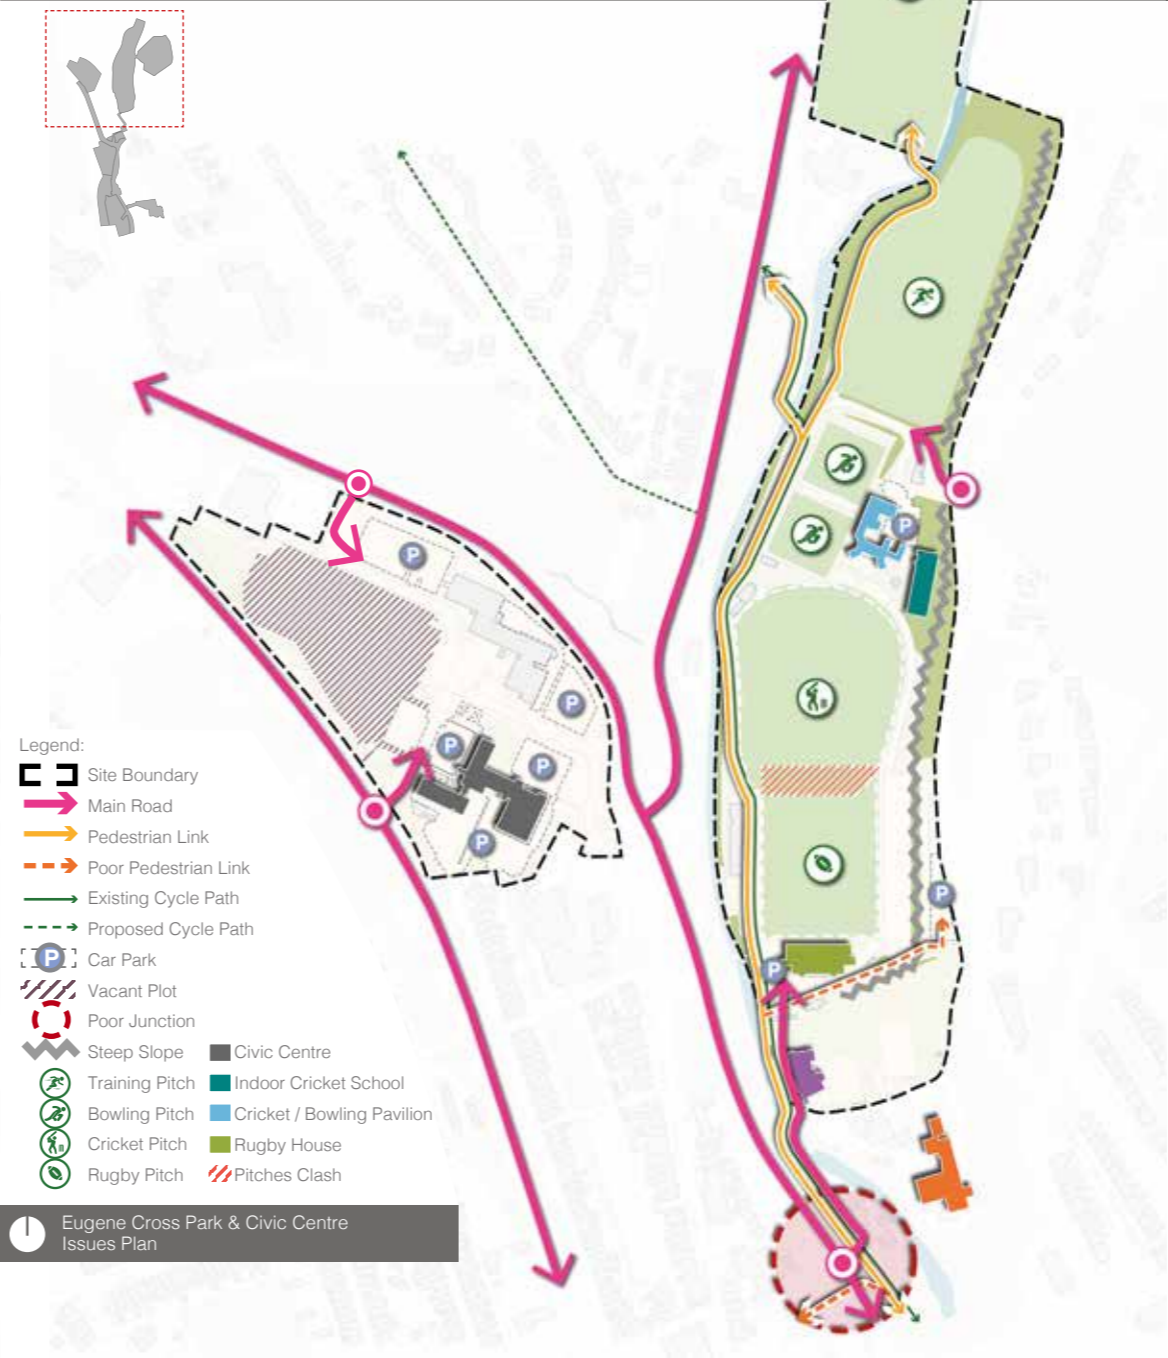 P
P
P
P
P
P
P
P
Legend:
Site Boundary
Main Road
Pedestrian Link
Poor Pedestrian Link
Existing Cycle Path
Proposed Cycle Path
P Car Park
Vacant Plot
Poor Junction
Steep Slope
Training Pitch
Bowling Pitch
Cricket Pitch
Rugby Pitch
Civic Centre
Indoor Cricket School
Cricket / Bowling Pavilion
Rugby House
Pitches Clash
Eugene Cross Park & Civic Centre
Issues Plan